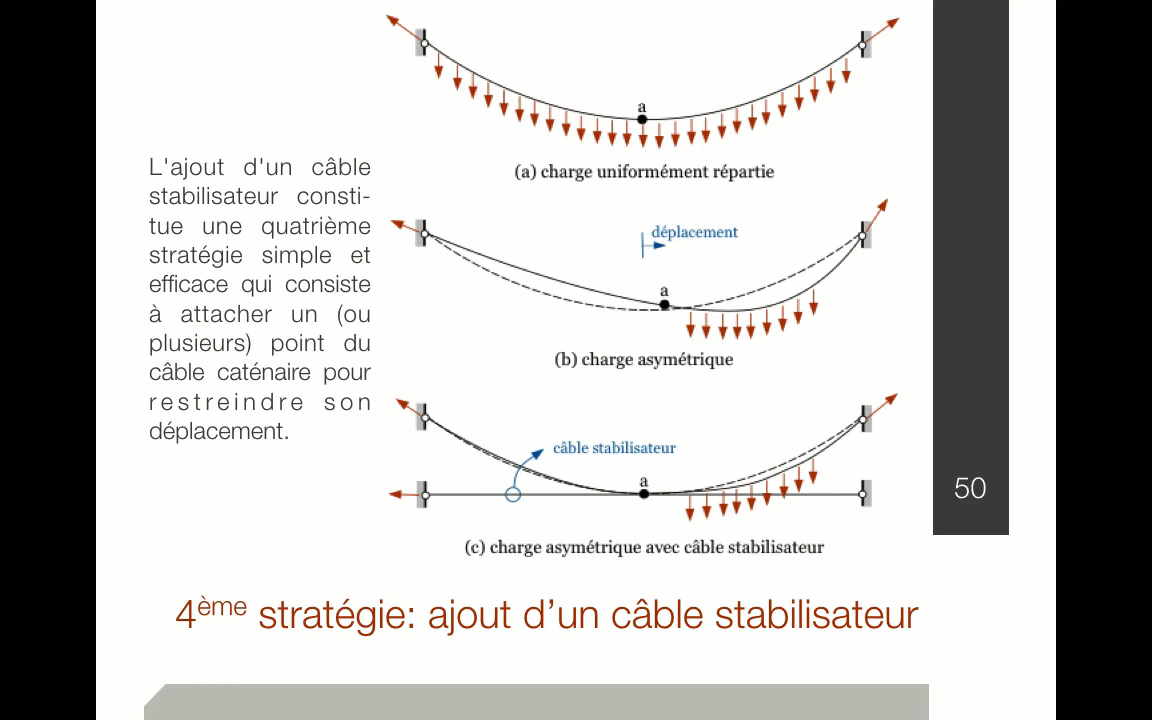 a
(a) charge uniformément répartie
L'ajout d'un câble
stabilisateur consti-
tue une quatrième
stratégie simple et
efficace qui consiste
à attacher un (ou
plusieurs) point du
câble caténaire pour
restreindre son
déplacement.
déplacement
a
(b) charge asymétrique
câble stabilisateur
a
(c) charge asymétrique avec câble stabilisateur
50
4ème stratégie: ajout d’un câble stabilisateur